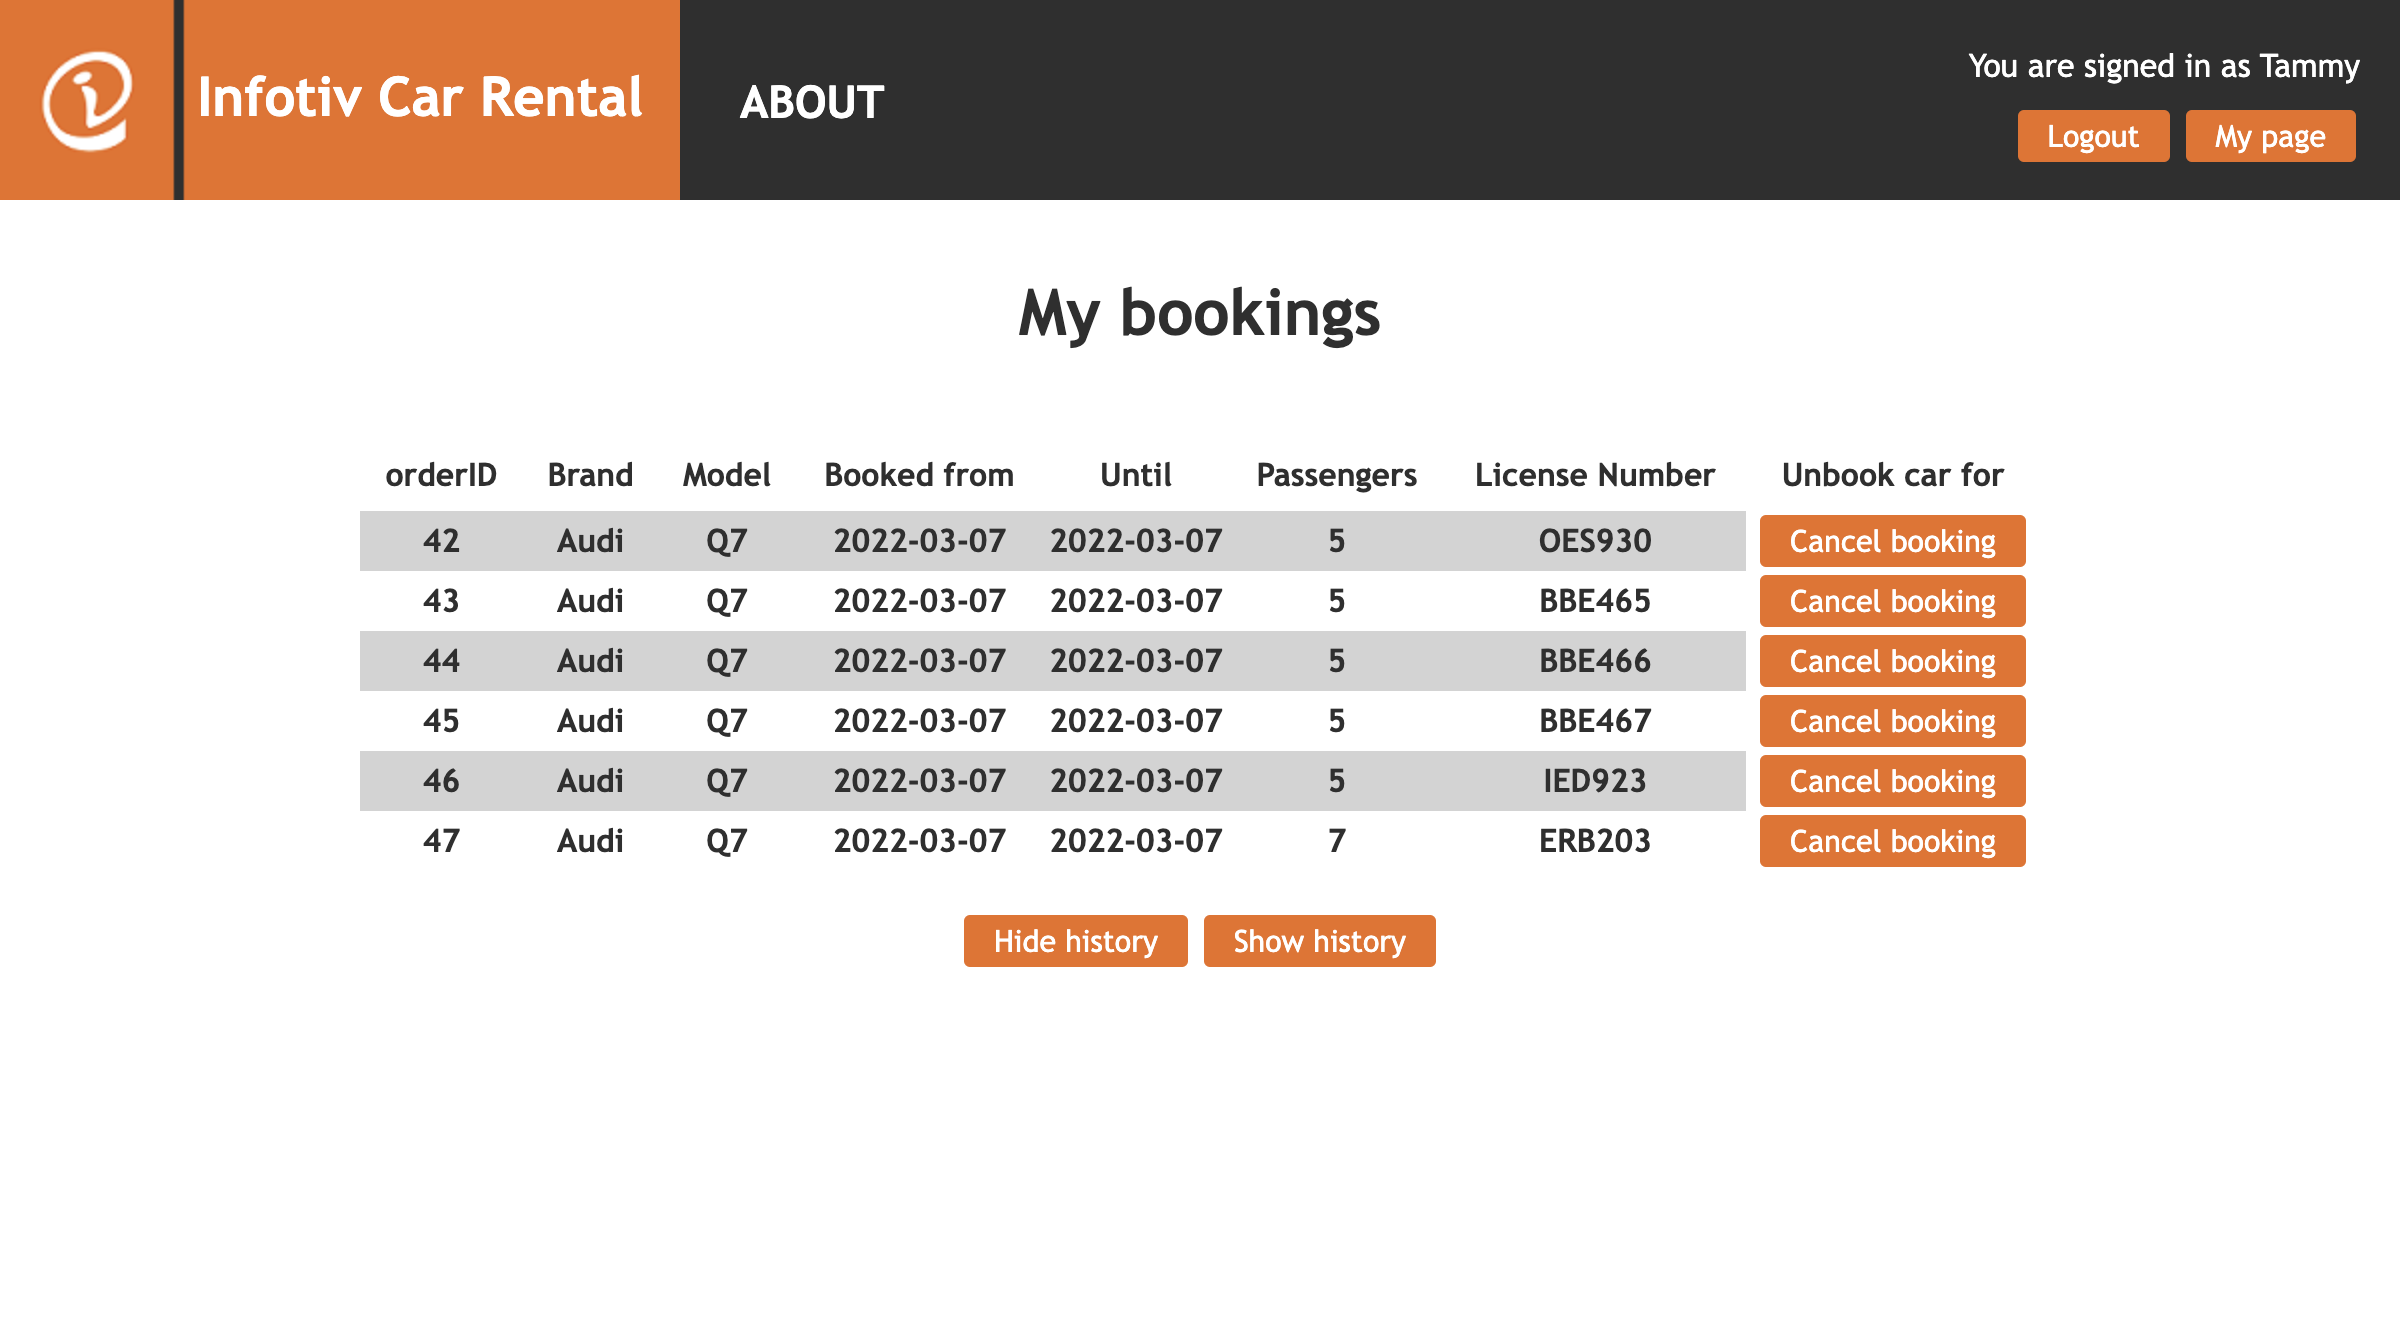 Infotiv Car Rental
ABOUT
You are signed in as Tammy
Logout My page
My bookings
orderID Brand Model Booked from Until Passengers License Number Unbook car for
42 Audi Q7 2022-03-07 2022-03-07 5 OES930 Cancel booking
43 Audi Q7 2022-03-07 2022-03-07 5 BBE465 Cancel booking
44 Audi Q7 2022-03-07 2022-03-07 5 BBE466 Cancel booking
45 Audi Q7 2022-03-07 2022-03-07 5 BBE467 Cancel booking
46 Audi Q7 2022-03-07 2022-03-07 5 IED923 Cancel booking
47 Audi Q7 2022-03-07 2022-03-07 7 ERB203 Cancel booking
Hide history Show history